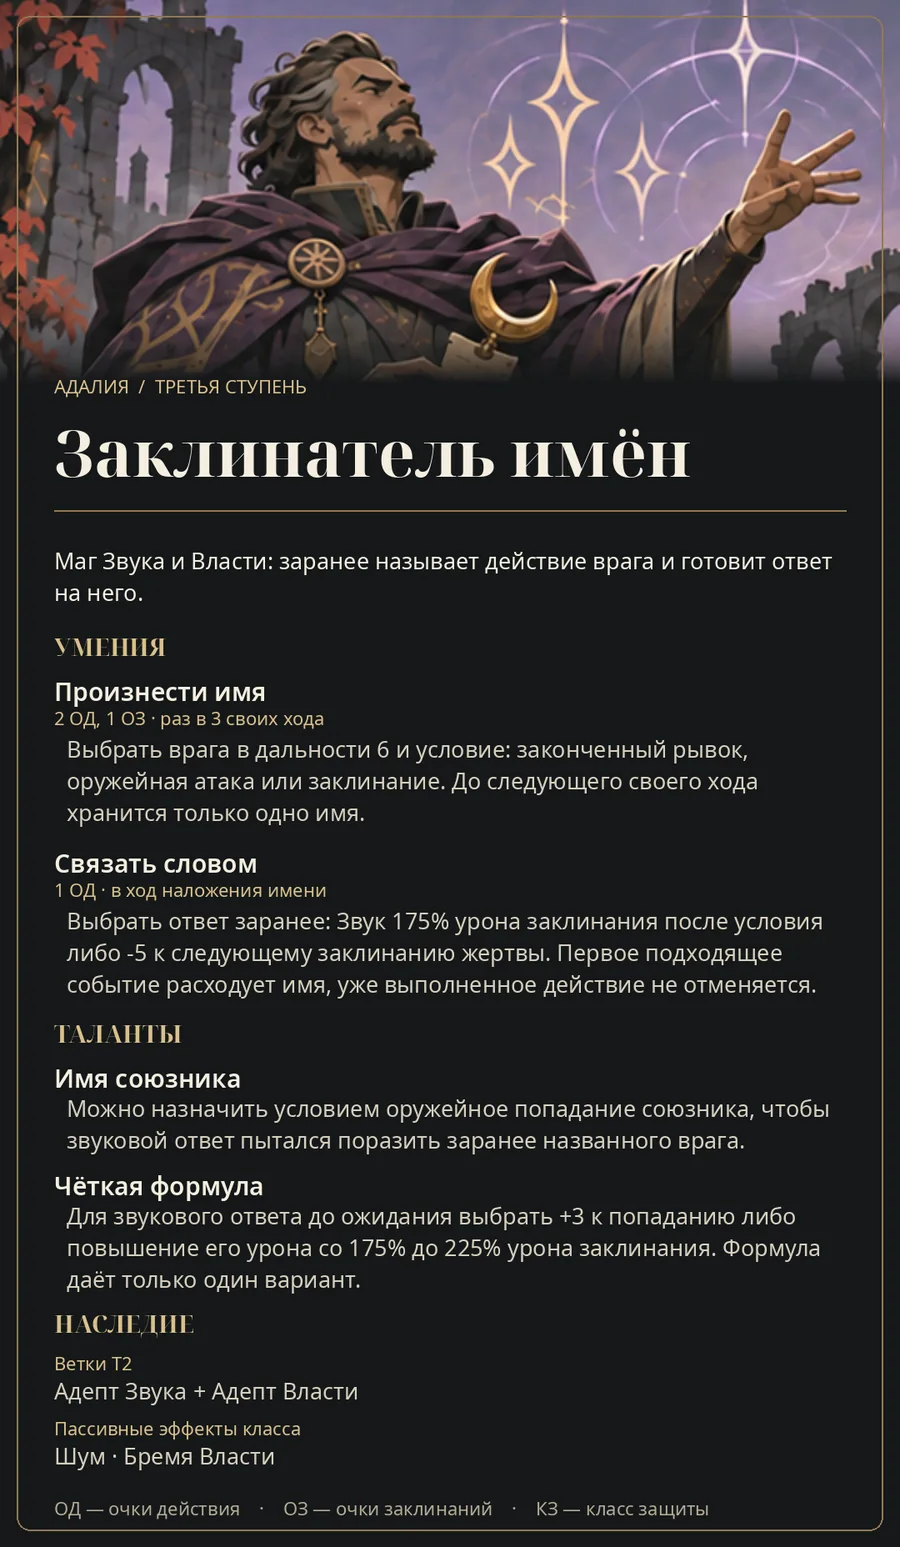 АДАЛИЯ / ТРЕТЬЯ СТУПЕНЬ
Заклинатель имён
Маг Звука и Власти: заранее называет действие врага и готовит ответ
на него.
УМЕНИЯ
Произнести имя
2 ОД, 1 ОЗ · раз в 3 своих хода
Выбрать врага в дальности 6 и условие: законченный рывок,
оружейная атака или заклинание. До следующего своего хода
хранится только одно имя.
Связать словом
1 ОД · в ход наложения имени
Выбрать ответ заранее: Звук 175% урона заклинания после условия
либо -5 к следующему заклинанию жертвы. Первое подходящее
событие расходует имя, уже выполненное действие не отменяется.
ТАЛАНТЫ
Имя союзника
Можно назначить условием оружейное попадание союзника, чтобы
звуковой ответ пытался поразить заранее названного врага.
Чёткая формула
Для звукового ответа до ожидания выбрать +3 к попаданию либо
повышение его урона со 175% до 225% урона заклинания. Формула
даёт только один вариант.
НАСЛЕДИЕ
Ветки Т2
Адепт Звука + Адепт Власти
Пассивные эффекты класса
Шум · Бремя Власти
ОД — очки действия · ОЗ — очки заклинаний · КЗ — класс защиты